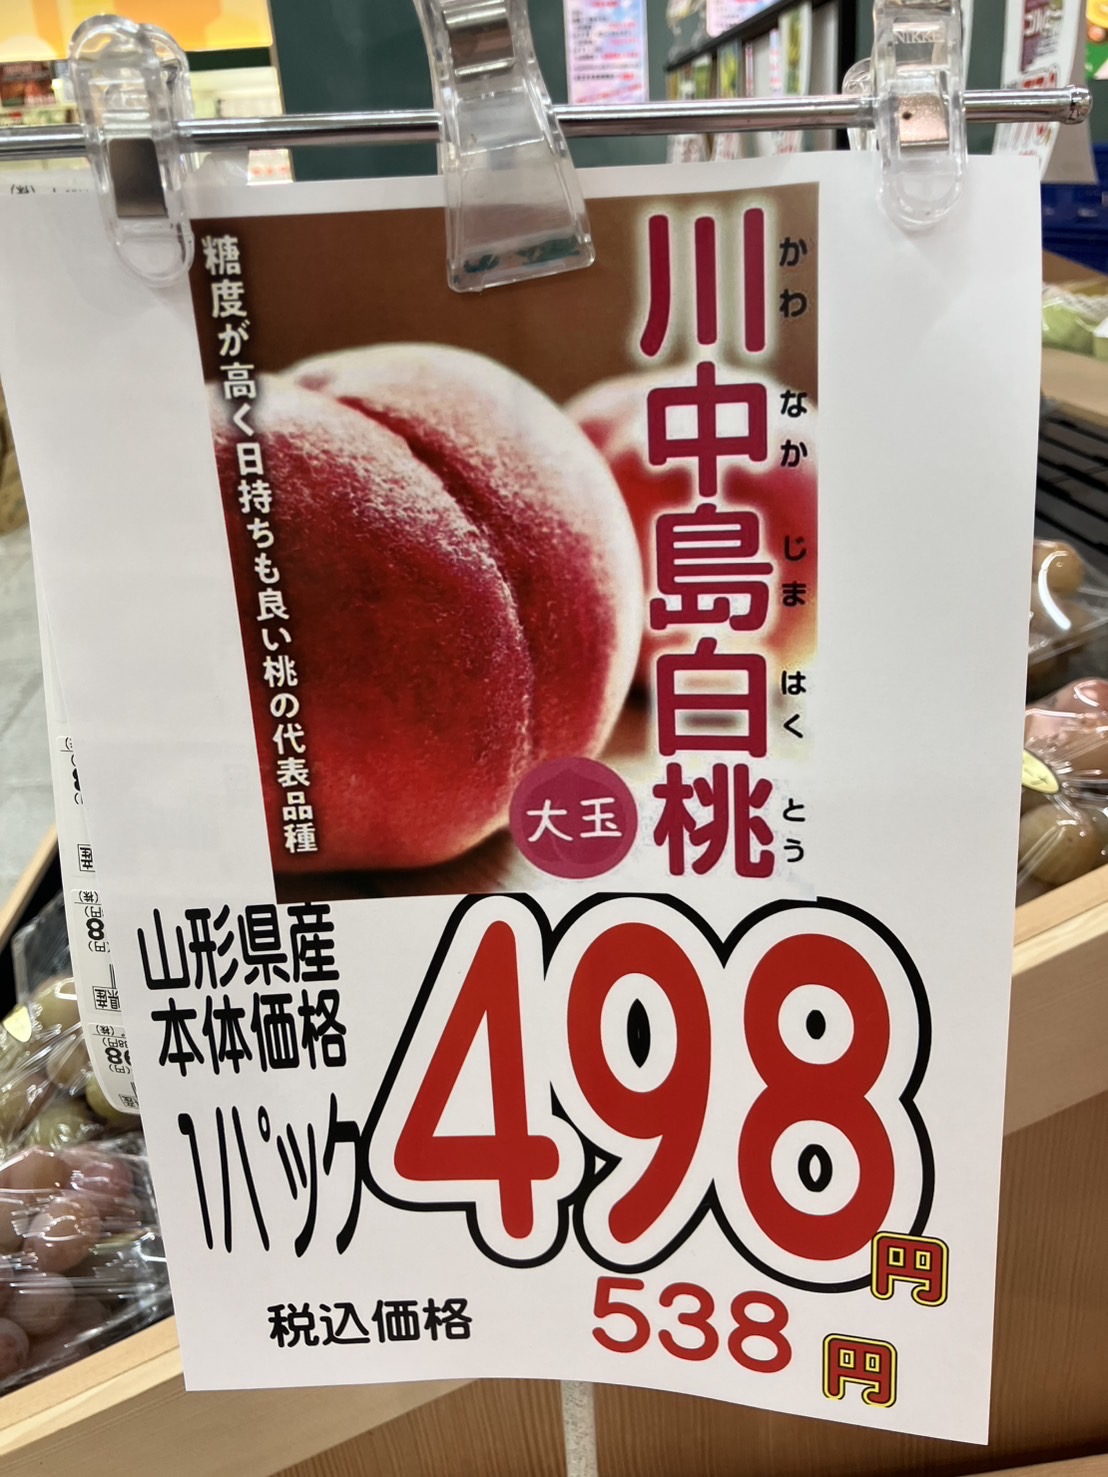 NIKKE
川中島白桃
かわ なか じま はく とう
糖度が高く日持ちも良い桃の代表品種
大玉
山形県産
本体価格
1パック
498円
税込価格 538円